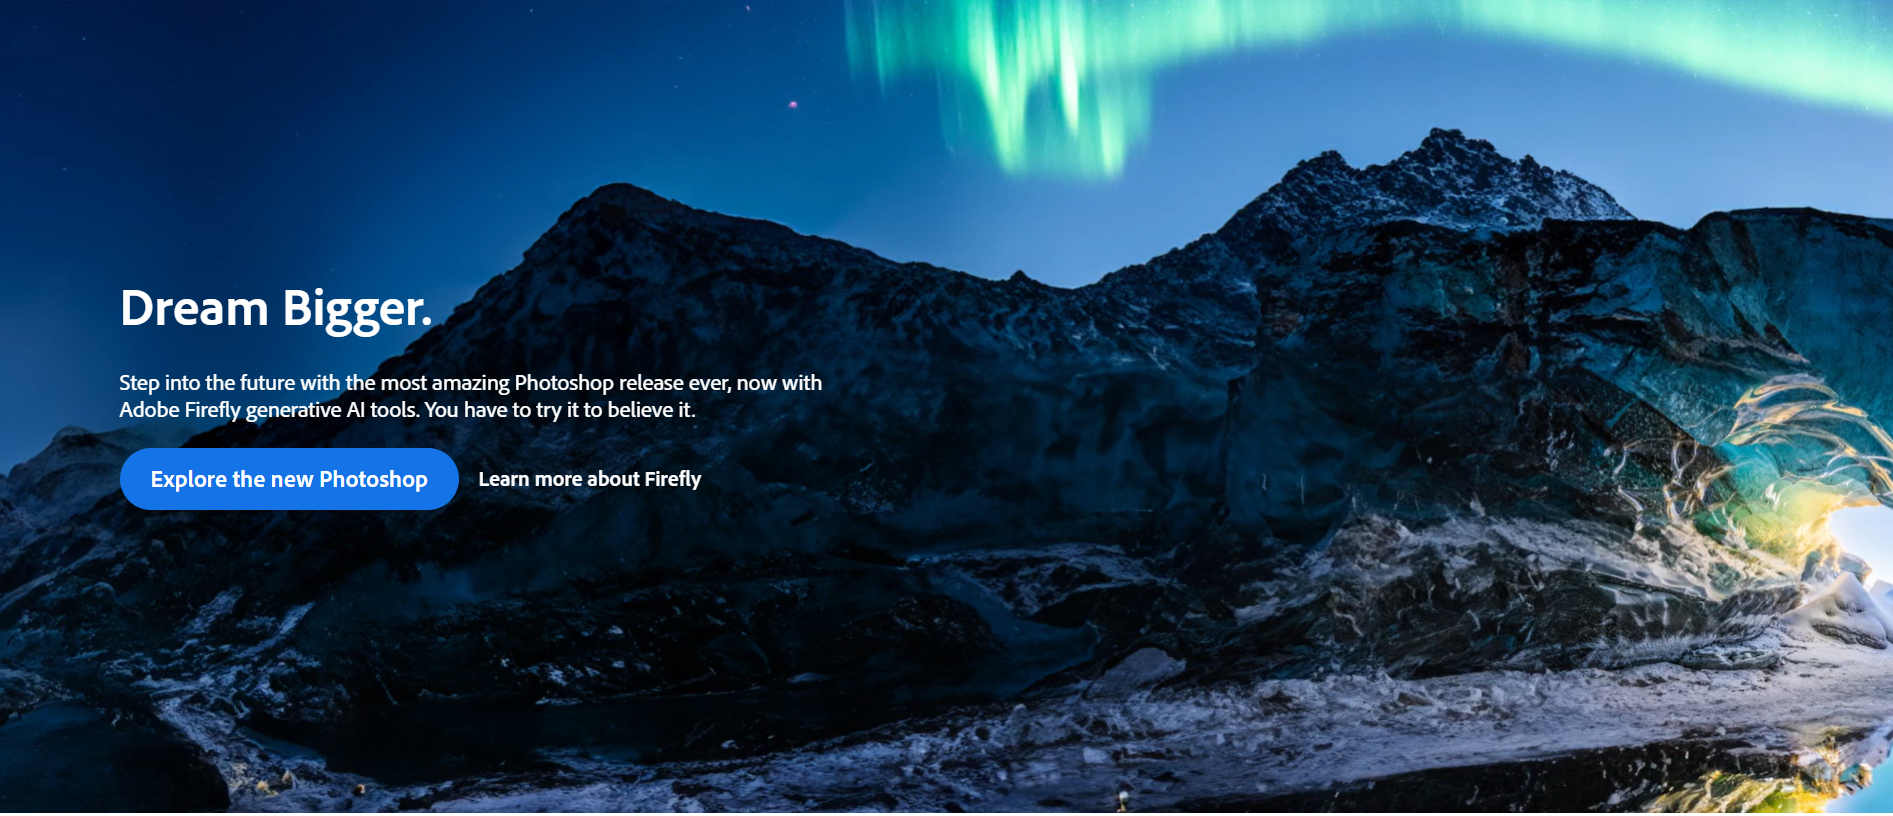 Dream Bigger.
Step into the future with the most amazing Photoshop release ever, now with
Adobe Firefly generative AI tools. You have to try it to believe it.
Explore the new Photoshop
Learn more about Firefly